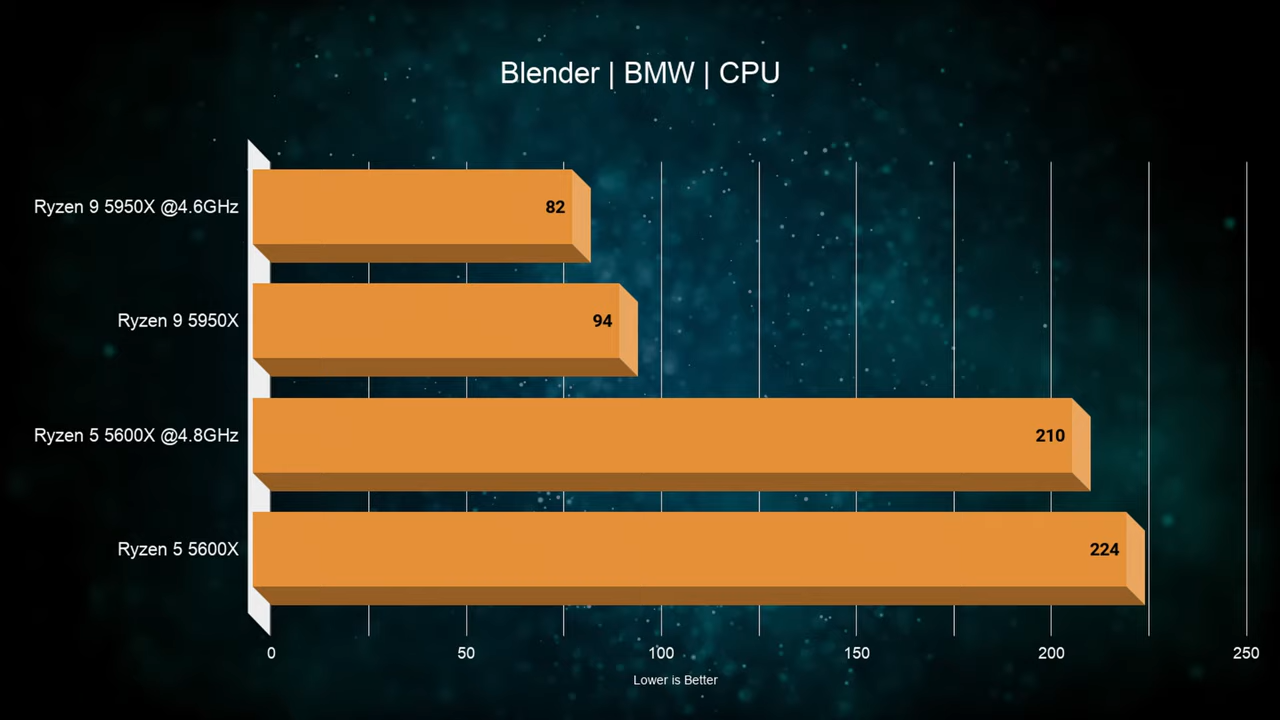 Blender | BMW | CPU
Ryzen 9 5950X @4.6GHz
82
Ryzen 9 5950X
94
Ryzen 5 5600X @4.8GHz
210
Ryzen 5 5600X
224
0 50 100 150 200 250
Lower is Better